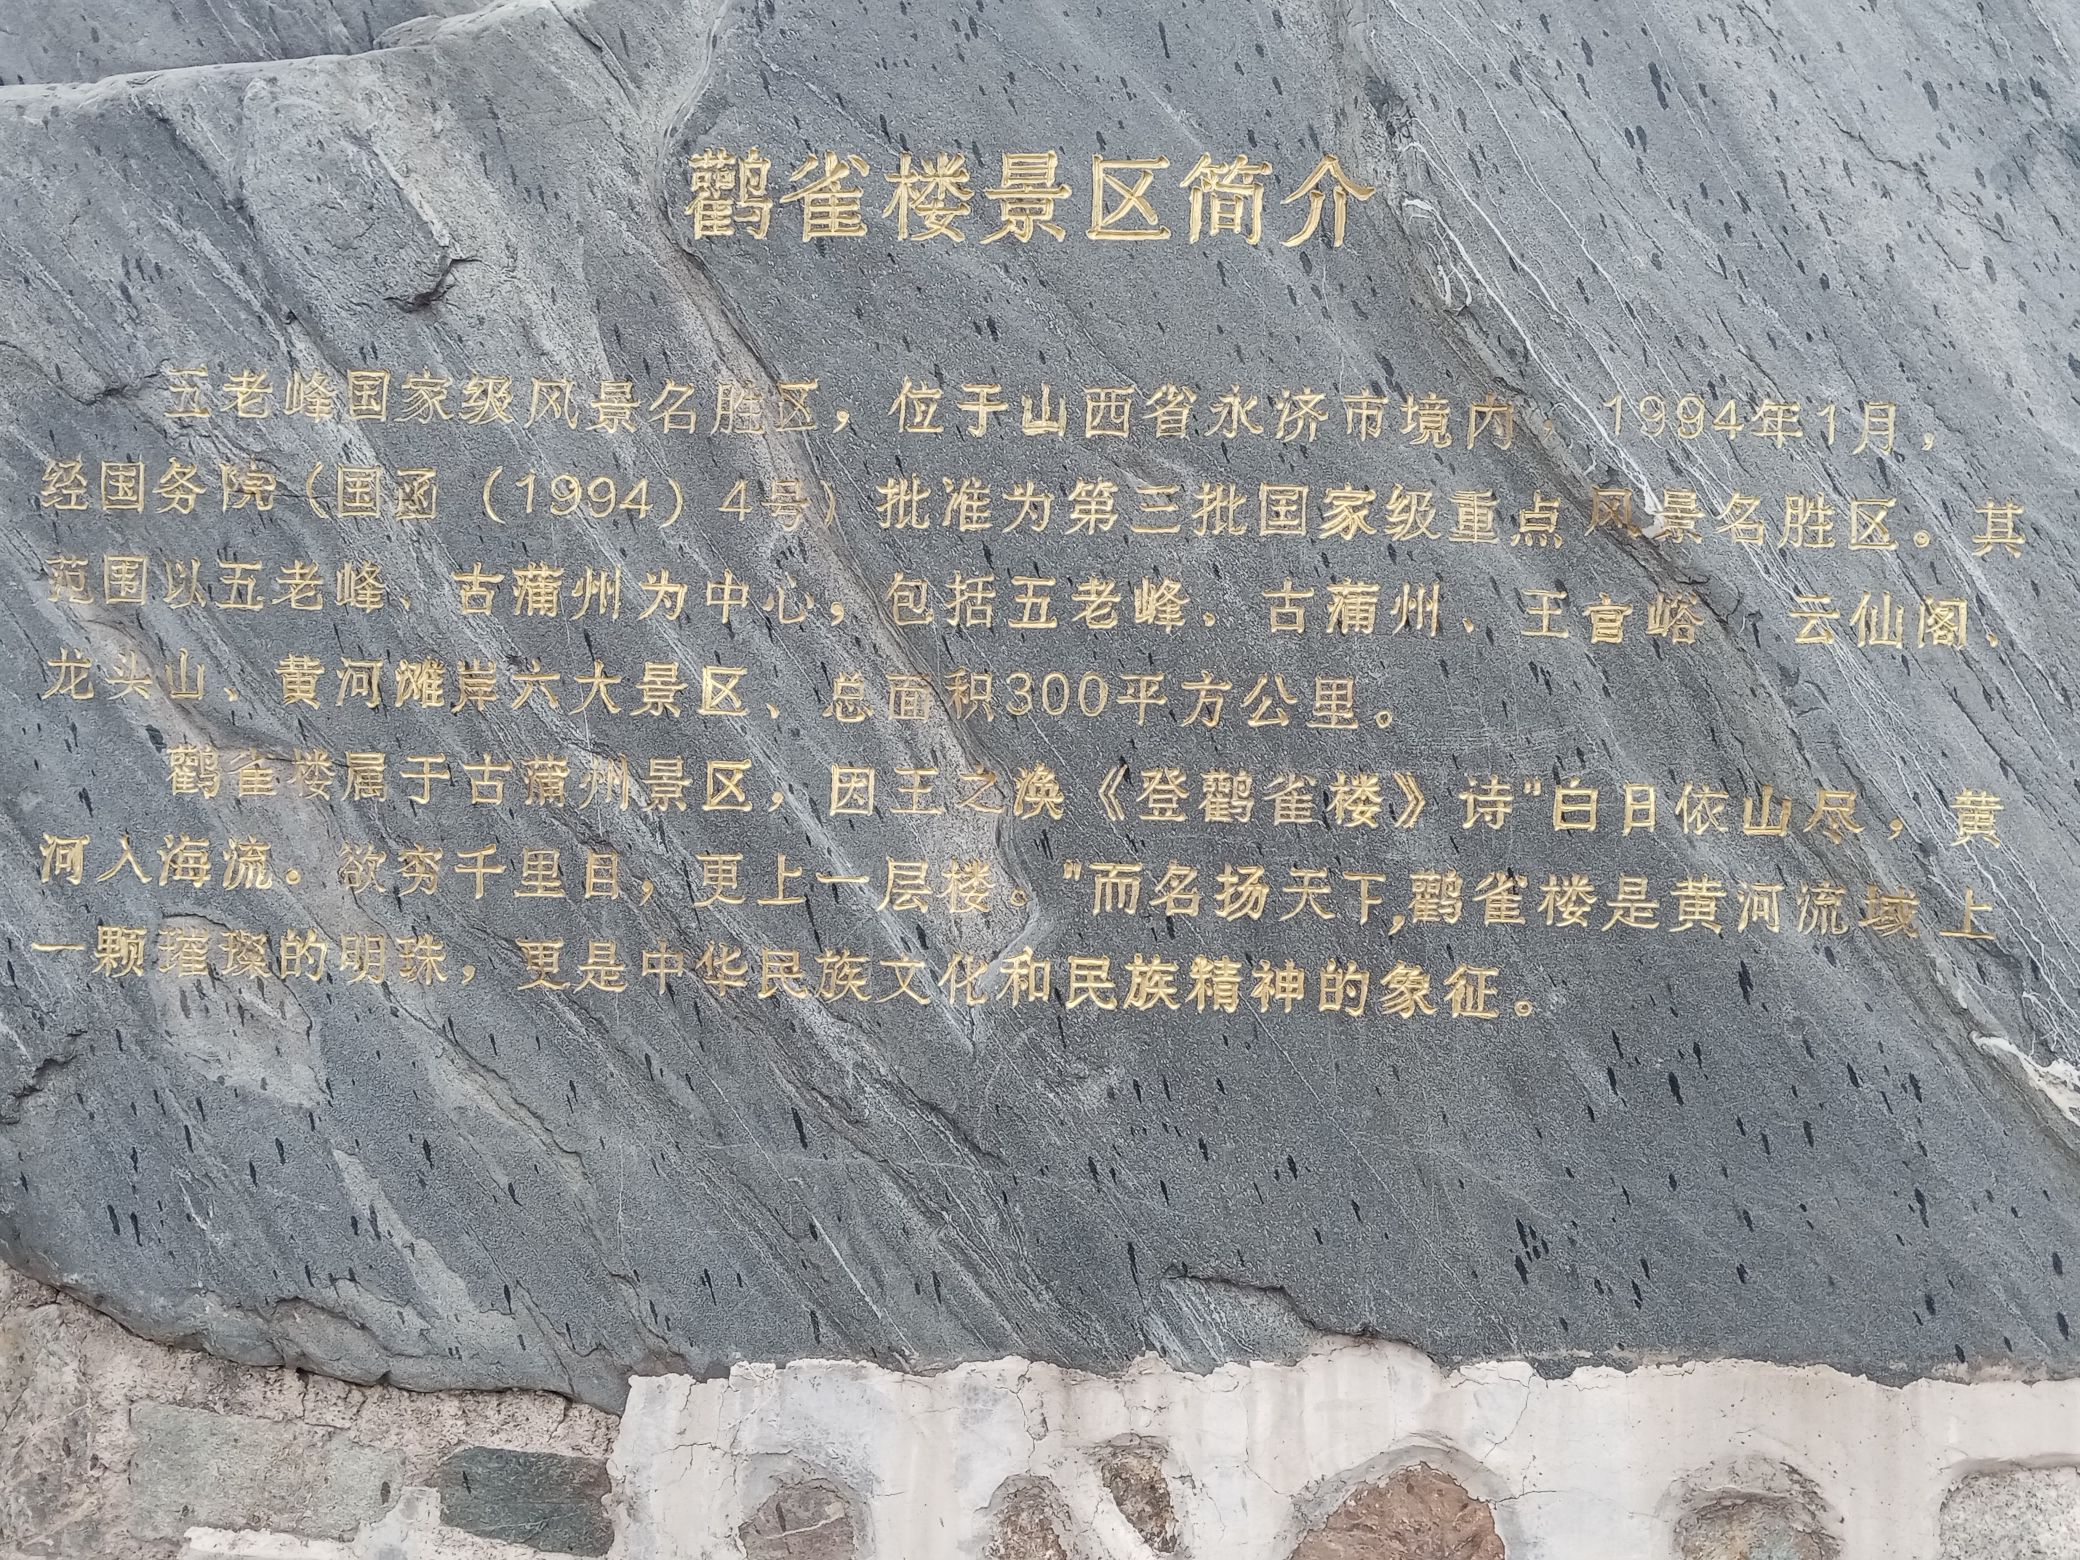 鹳雀楼景区简介
五老峰国家级风景名胜区，位于山西省永济市境内，1994年1月，
经国务院（国函（1994）4号）批准为第三批国家级重点风景名胜区。其
范围以五老峰、古蒲州为中心，包括五老峰、古蒲州、王官峪 云仙阁、
龙头山、黄河滩岸六大景区、总面积300平方公里。
鹳雀楼属于古蒲州景区，因王之涣《登鹳雀楼》诗"白日依山尽，黄
河入海流。欲穷千里目，更上一层楼。"而名扬天下,鹳雀楼是黄河流域上
一颗璀璨的明珠，更是中华民族文化和民族精神的象征。